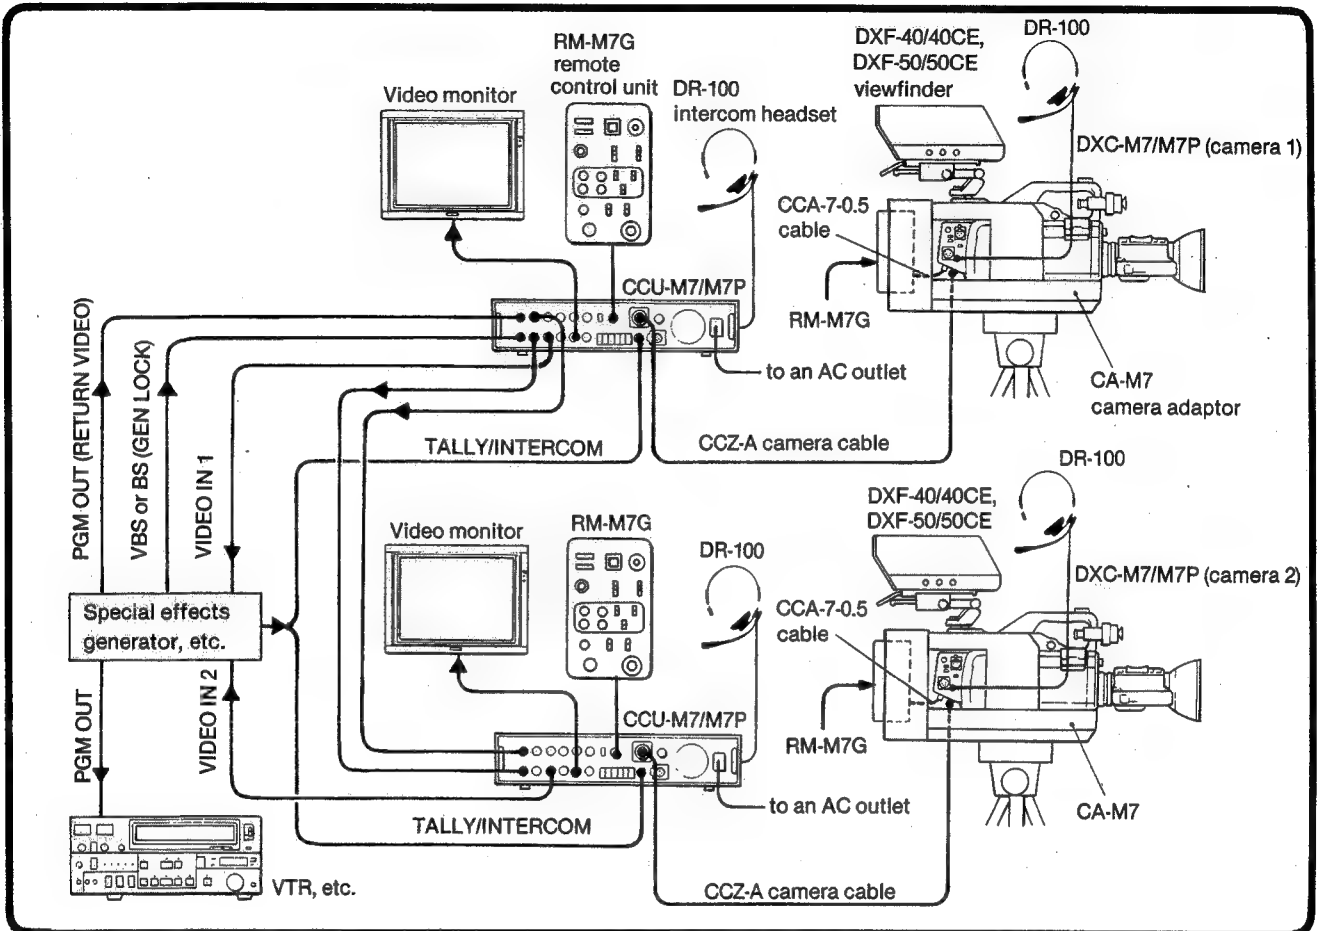 RM-M7G
remote
control unit
Video monitor
DR-100
intercom headset
DXF-40/40CE,
DXF-50/50CE
viewfinder
DR-100
DXC-M7/M7P (camera 1)
CCA-7-0.5
cable
RM-M7G
CCU-M7/M7P
to an AC outlet
CA-M7
camera adaptor
TALLY/INTERCOM
CCZ-A camera cable
PGM OUT (RETURN VIDEO)
VBS or BS (GEN LOCK)
VIDEO IN 1
Special effects
generator, etc.
PGM OUT
VIDEO IN 2
VTR, etc.
Video monitor
RM-M7G
DR-100
DXF-40/40CE,
DXF-50/50CE
DR-100
DXC-M7/M7P (camera 2)
CCA-7-0.5
cable
RM-M7G
CCU-M7/M7P
to an AC outlet
CA-M7
TALLY/INTERCOM
CCZ-A camera cable